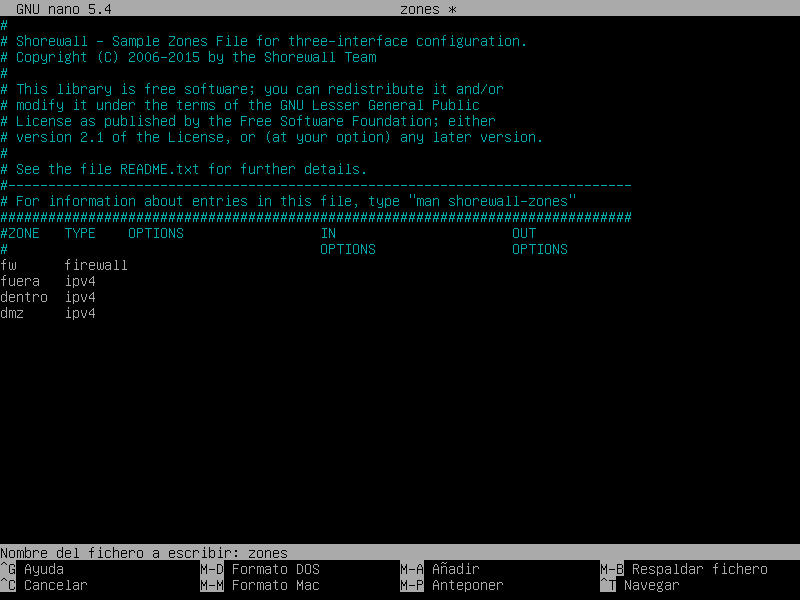 GNU nano 5.4 zones *
#
# Shorewall - Sample Zones File for three-interface configuration.
# Copyright (C) 2006-2015 by the Shorewall Team
#
# This library is free software; you can redistribute it and/or
# modify it under the terms of the GNU Lesser General Public
# License as published by the Free Software Foundation; either
# version 2.1 of the License, or (at your option) any later version.
#
# See the file README.txt for further details.
#------------------------------------------------------------------------------
# For information about entries in this file, type "man shorewall-zones"
###############################################################################
#ZONE TYPE OPTIONS IN OUT
# OPTIONS OPTIONS
fw firewall
fuera ipv4
dentro ipv4
dmz ipv4
Nombre del fichero a escribir: zones
^G Ayuda M-D Formato DOS M-A Añadir M-B Respaldar fichero
^C Cancelar M-M Formato Mac M-P Anteponer ^T Navegar